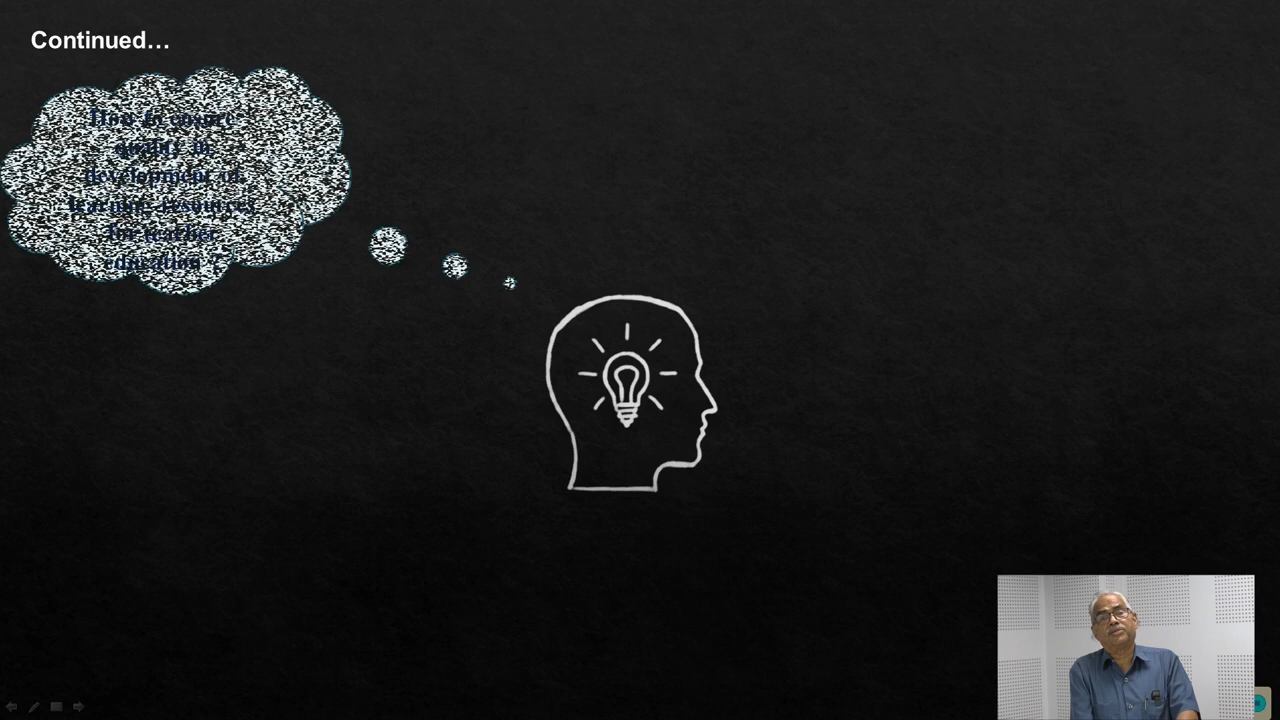 Continued…
How to ensure
quality in
development of
learning resources
for teacher
education ?